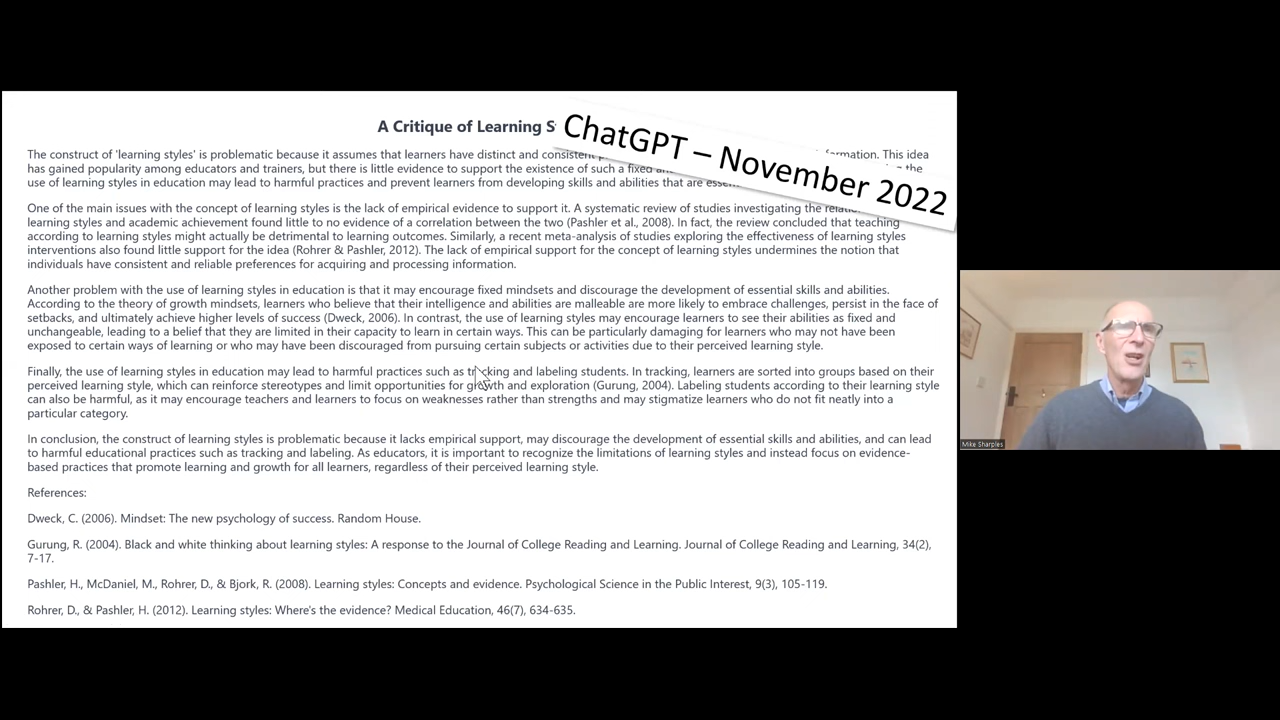 A Critique of Learning S
ChatGPT – November 2022
The construct of 'learning styles' is problematic because it assumes that learners have distinct and consistent formation. This idea
has gained popularity among educators and trainers, but there is little evidence to support the existence of such a fixed the
use of learning styles in education may lead to harmful practices and prevent learners from developing skills and abilities that are
One of the main issues with the concept of learning styles is the lack of empirical evidence to support it. A systematic review of studies investigating the
learning styles and academic achievement found little to no evidence of a correlation between the two (Pashler et al., 2008). In fact, the review concluded that teaching
according to learning styles might actually be detrimental to learning outcomes. Similarly, a recent meta-analysis of studies exploring the effectiveness of learning styles
interventions also found little support for the idea (Rohrer & Pashler, 2012). The lack of empirical support for the concept of learning styles undermines the notion that
individuals have consistent and reliable preferences for acquiring and processing information.
Another problem with the use of learning styles in education is that it may encourage fixed mindsets and discourage the development of essential skills and abilities.
According to the theory of growth mindsets, learners who believe that their intelligence and abilities are malleable are more likely to embrace challenges, persist in the face of
setbacks, and ultimately achieve higher levels of success (Dweck, 2006). In contrast, the use of learning styles may encourage learners to see their abilities as fixed and
unchangeable, leading to a belief that they are limited in their capacity to learn in certain ways. This can be particularly damaging for learners who may not have been
exposed to certain ways of learning or who may have been discouraged from pursuing certain subjects or activities due to their perceived learning style.
Finally, the use of learning styles in education may lead to harmful practices such as tracking and labeling students. In tracking, learners are sorted into groups based on their
perceived learning style, which can reinforce stereotypes and limit opportunities for growth and exploration (Gurung, 2004). Labeling students according to their learning style
can also be harmful, as it may encourage teachers and learners to focus on weaknesses rather than strengths and may stigmatize learners who do not fit neatly into a
particular category.
In conclusion, the construct of learning styles is problematic because it lacks empirical support, may discourage the development of essential skills and abilities, and can lead
to harmful educational practices such as tracking and labeling. As educators, it is important to recognize the limitations of learning styles and instead focus on evidence-
based practices that promote learning and growth for all learners, regardless of their perceived learning style.
References:
Dweck, C. (2006). Mindset: The new psychology of success. Random House.
Gurung, R. (2004). Black and white thinking about learning styles: A response to the Journal of College Reading and Learning. Journal of College Reading and Learning, 34(2),
7-17.
Pashler, H., McDaniel, M., Rohrer, D., & Bjork, R. (2008). Learning styles: Concepts and evidence. Psychological Science in the Public Interest, 9(3), 105-119.
Rohrer, D., & Pashler, H. (2012). Learning styles: Where's the evidence? Medical Education, 46(7), 634-635.
Mike Sharples